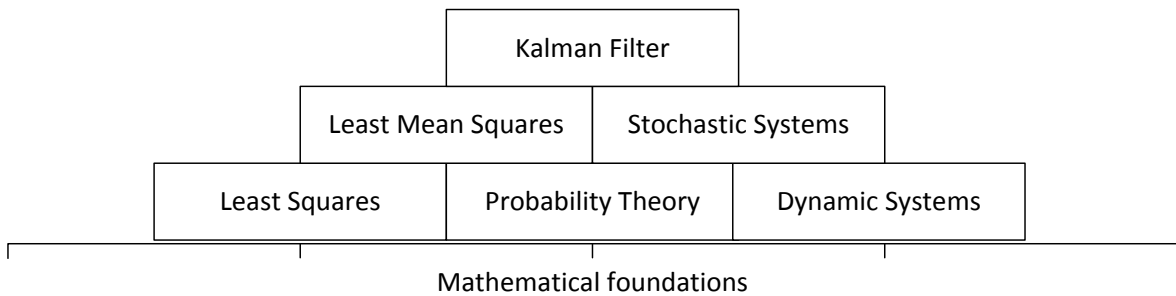 Kalman Filter
Least Mean Squares Stochastic Systems
Least Squares Probability Theory Dynamic Systems
Mathematical foundations